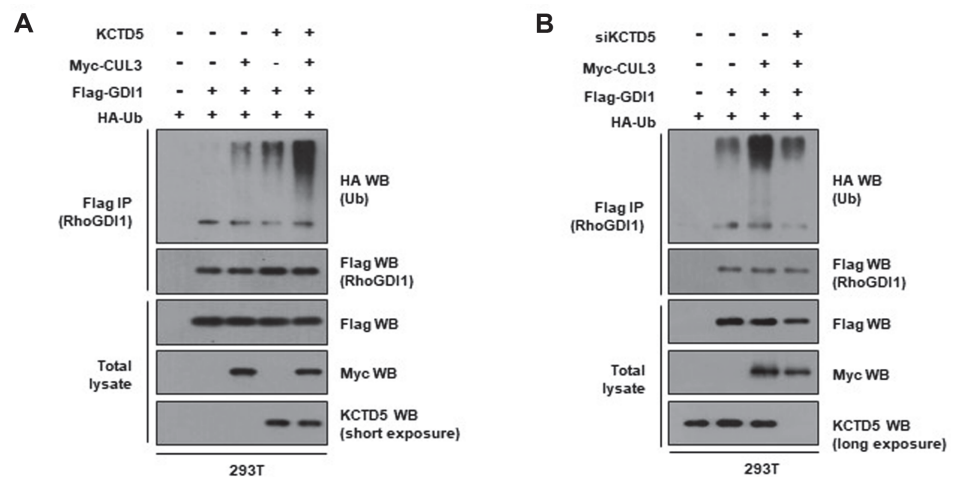 A
KCTD5 - - - + +
Myc-CUL3 - - + - +
Flag-GDI1 - + + + +
HA-Ub + + + + +
Flag IP
(RhoGDI1)
HA WB
(Ub)
Flag WB
(RhoGDI1)
Total
lysate
Flag WB
Myc WB
KCTD5 WB
(short exposure)
293T
B
siKCTD5 - - - +
Myc-CUL3 - - + +
Flag-GDI1 - + + +
HA-Ub + + + +
Flag IP
(RhoGDI1)
HA WB
(Ub)
Flag WB
(RhoGDI1)
Total
lysate
Flag WB
Myc WB
KCTD5 WB
(long exposure)
293T